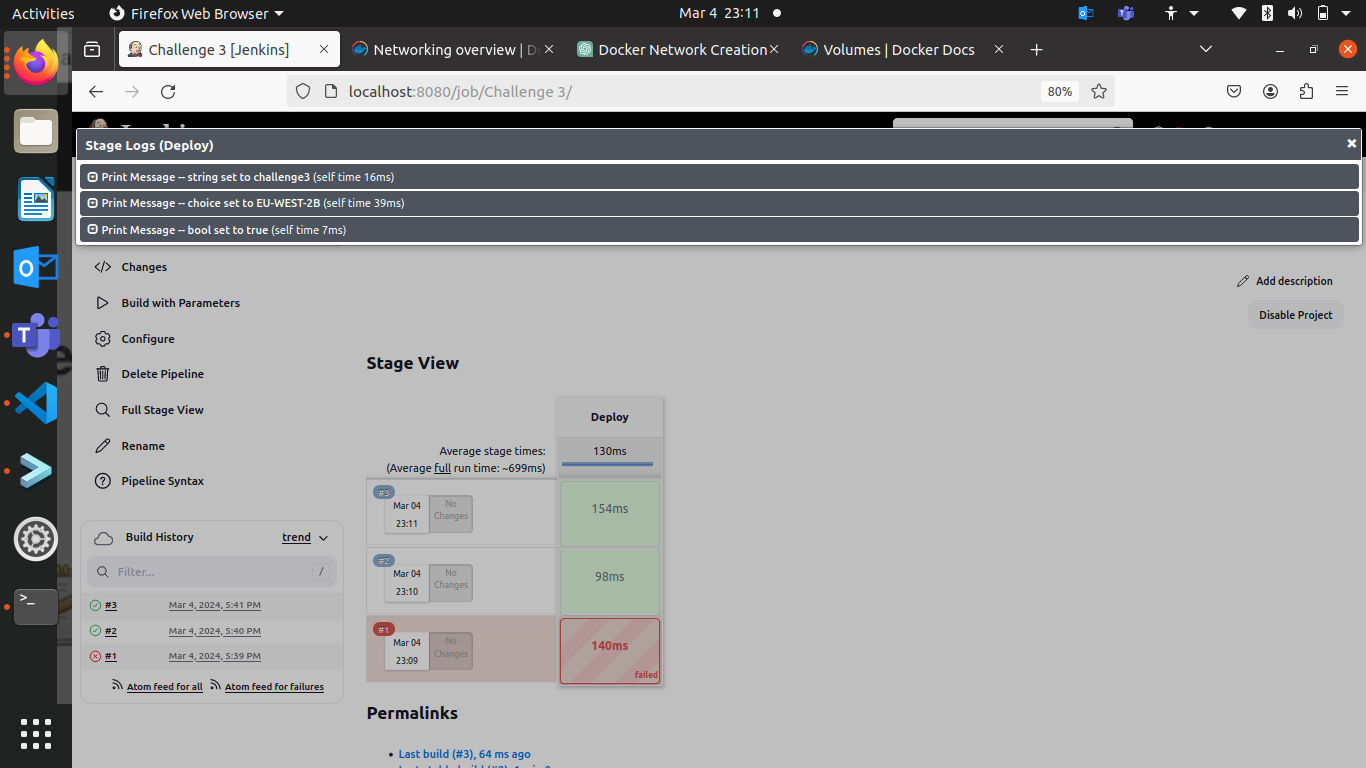 Activities
Firefox Web Browser
Mar 4 23:11
Challenge 3 [Jenkins]
Networking overview | Do
Docker Network Creation
Volumes | Docker Docs
localhost:8080/job/Challenge 3/
80%
Stage Logs (Deploy)
Print Message -- string set to challenge3 (self time 16ms)
Print Message -- choice set to EU-WEST-2B (self time 39ms)
Print Message -- bool set to true (self time 7ms)
Changes
Build with Parameters
Configure
Delete Pipeline
Full Stage View
Rename
Pipeline Syntax
Add description
Disable Project
Stage View
Deploy
Average stage times:
130ms
(Average full run time: ~699ms)
#3
Mar 04
23:11
No
Changes
154ms
#2
Mar 04
23:10
No
Changes
98ms
#1
Mar 04
23:09
No
Changes
140ms
failed
Build History
trend
Filter...
/
#3
Mar 4, 2024, 5:41 PM
#2
Mar 4, 2024, 5:40 PM
#1
Mar 4, 2024, 5:39 PM
Atom feed for all
Atom feed for failures
Permalinks
Last build (#3), 64 ms ago